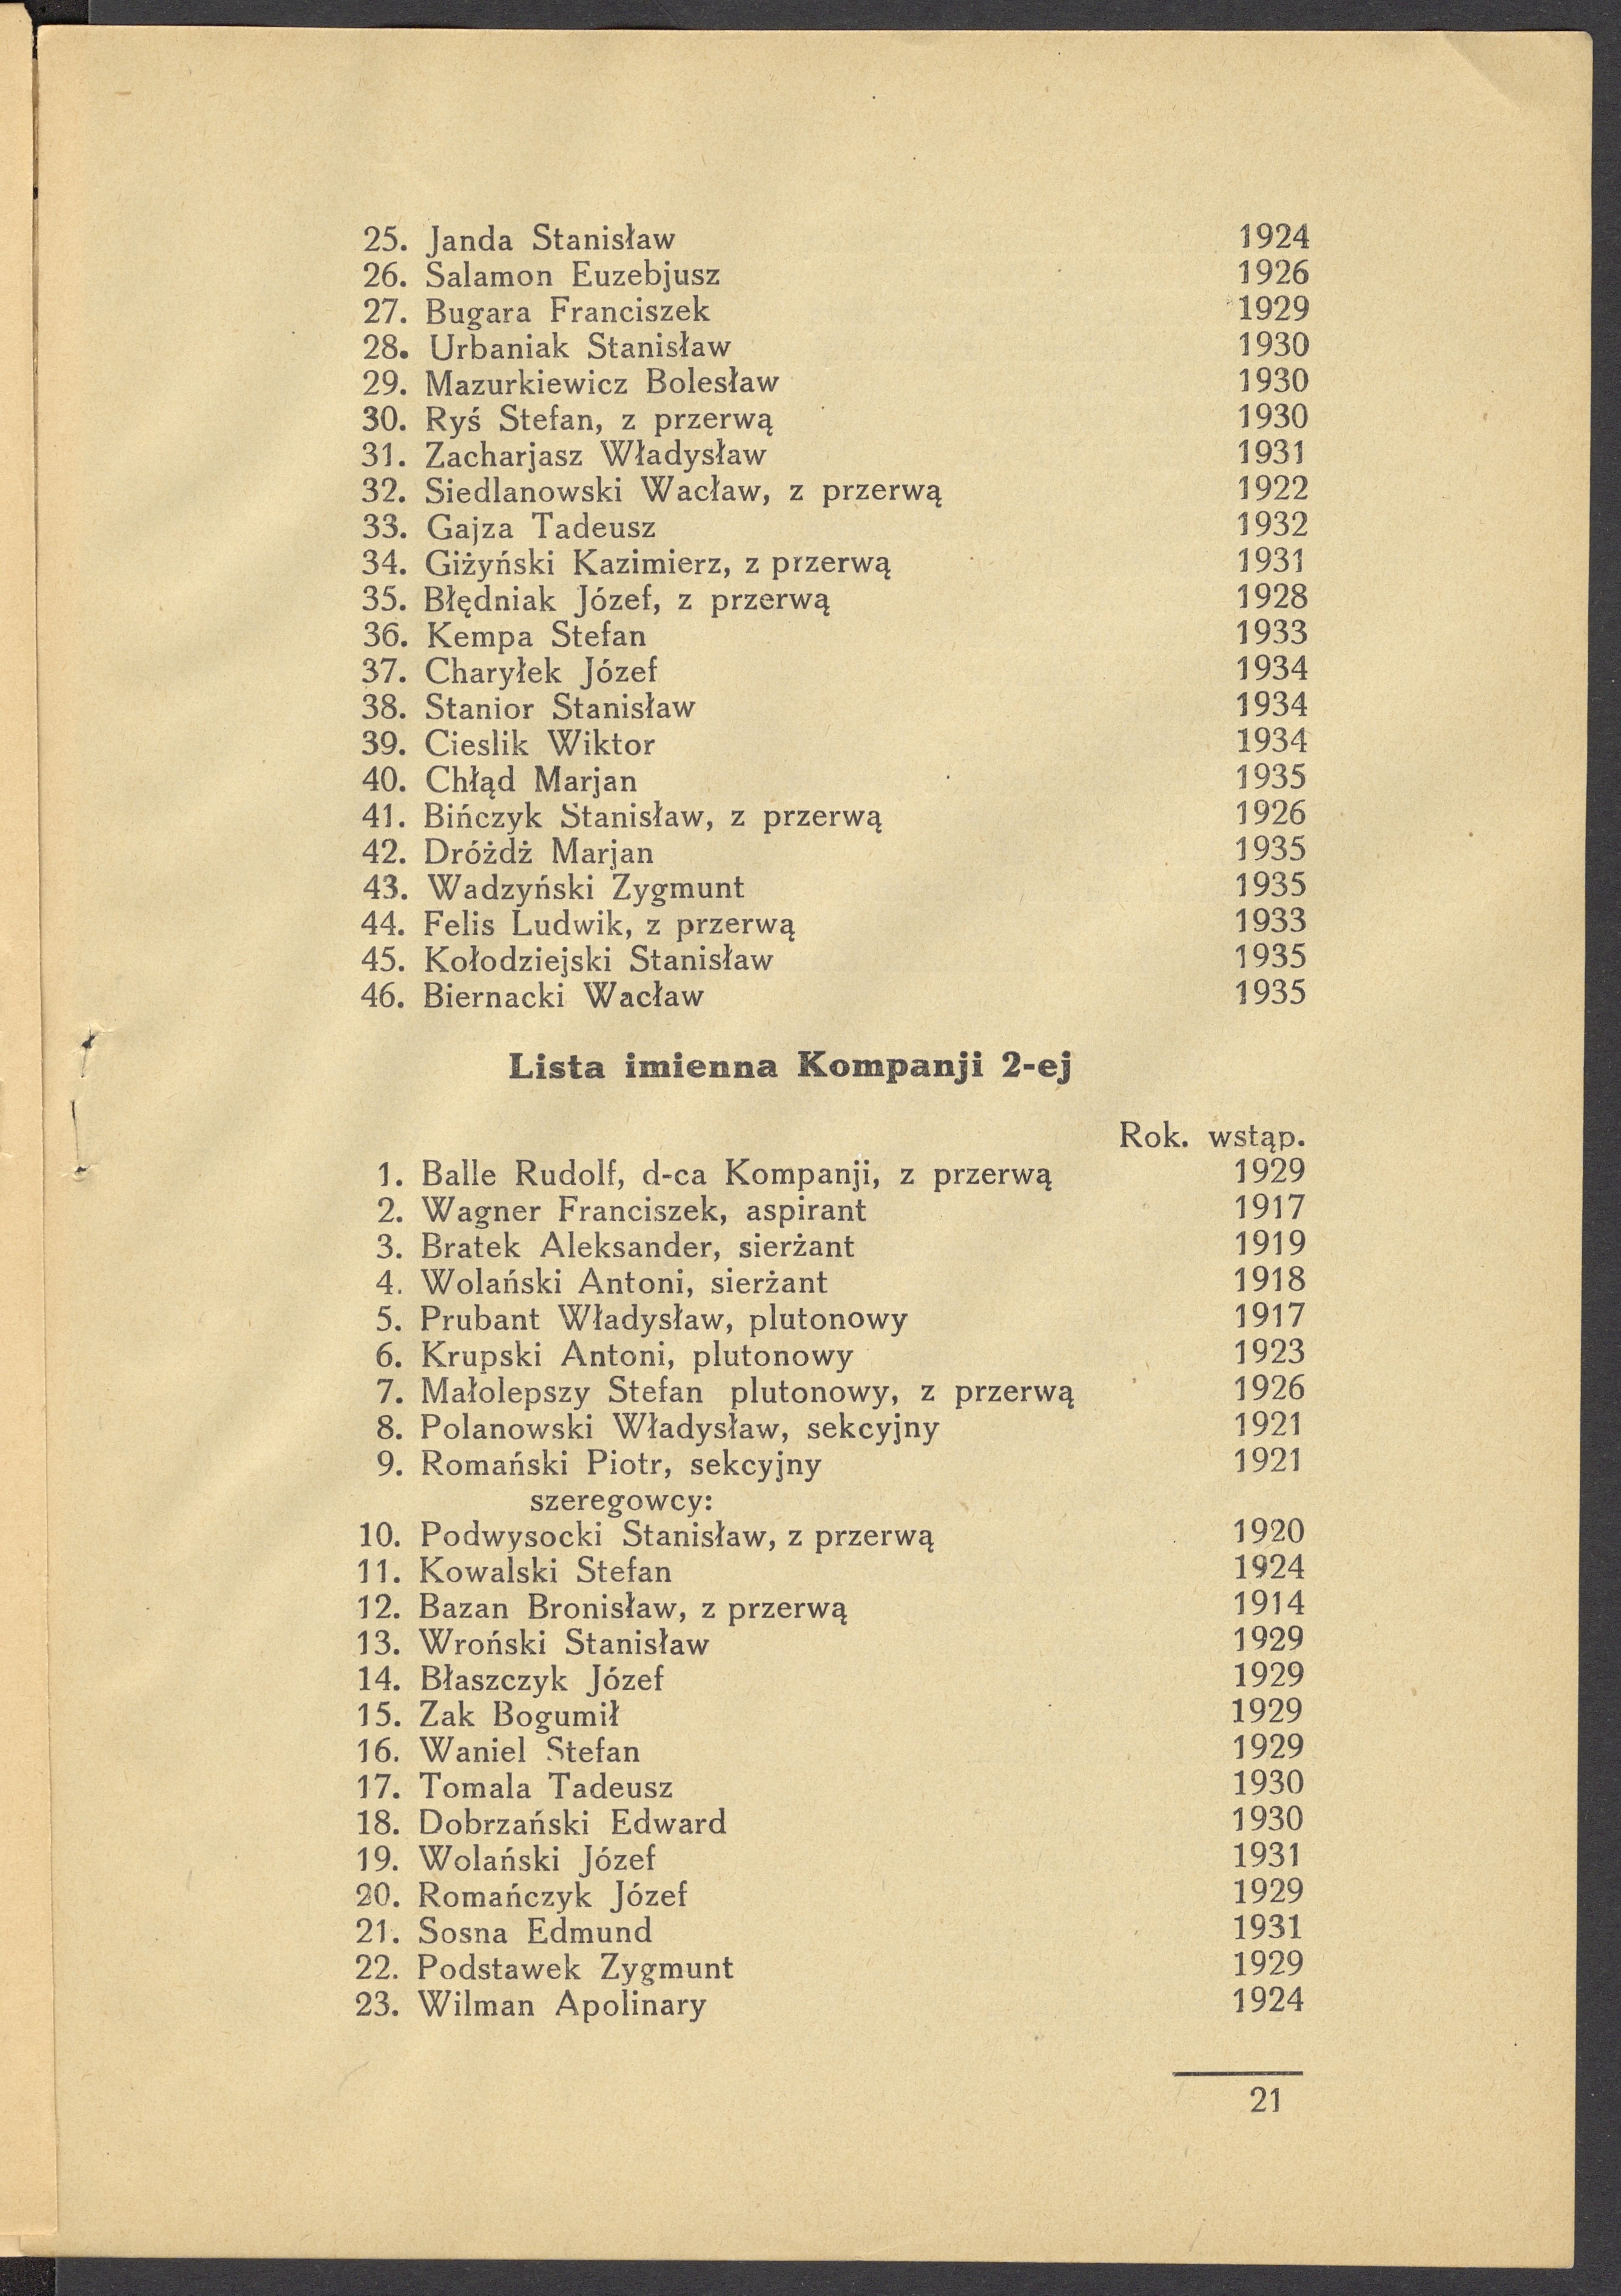 25. Janda Stanisław 1924
26. Salamon Euzebjusz 1926
27. Bugara Franciszek 1929
28. Urbaniak Stanisław 1930
29. Mazurkiewicz Bolesław 1930
30. Ryś Stefan, z przerwą 1930
31. Zacharjasz Władysław 1931
32. Siedlanowski Wacław, z przerwą 1922
33. Gajza Tadeusz 1932
34. Giżyński Kazimierz, z przerwą 1931
35. Błędniak Józef, z przerwą 1928
36. Kempa Stefan 1933
37. Charyłek Józef 1934
38. Stanior Stanisław 1934
39. Cieslik Wiktor 1934
40. Chłąd Marjan 1935
41. Bińczyk Stanisław, z przerwą 1926
42. Dróżdż Marjan 1935
43. Wadzyński Zygmunt 1935
44. Felis Ludwik, z przerwą 1933
45. Kołodziejski Stanisław 1935
46. Biernacki Wacław 1935
Lista imienna Kompanji 2-ej
Rok. wstąp.
1. Balle Rudolf, d-ca Kompanji, z przerwą 1929
2. Wagner Franciszek, aspirant 1917
3. Bratek Aleksander, sierżant 1919
4. Wolański Antoni, sierżant 1918
5. Prubant Władysław, plutonowy 1917
6. Krupski Antoni, plutonowy 1923
7. Małolepszy Stefan plutonowy, z przerwą 1926
8. Polanowski Władysław, sekcyjny 1921
9. Romański Piotr, sekcyjny 1921
szeregowcy:
10. Podwysocki Stanisław, z przerwą 1920
11. Kowalski Stefan 1924
12. Bazan Bronisław, z przerwą 1914
13. Wroński Stanisław 1929
14. Błaszczyk Józef 1929
15. Zak Bogumił 1929
16. Waniel Stefan 1929
17. Tomala Tadeusz 1930
18. Dobrzański Edward 1930
19. Wolański Józef 1931
20. Romańczyk Józef 1929
21. Sosna Edmund 1931
22. Podstawek Zygmunt 1929
23. Wilman Apolinary 1924
21